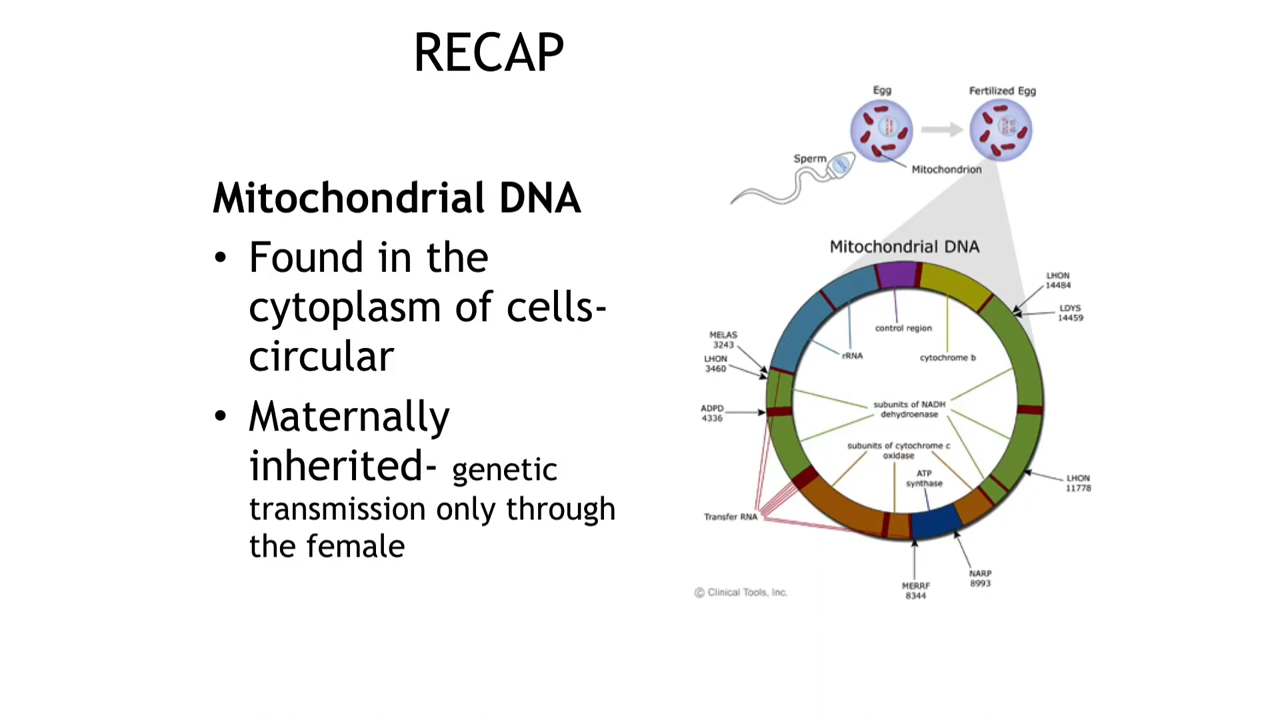 RECAP
Mitochondrial DNA
• Found in the
cytoplasm of cells-
circular
• Maternally
inherited- genetic
transmission only through
the female
Egg
Fertilized Egg
Sperm
Mitochondrion
Mitochondrial DNA
LHON
14484
LDYS
14459
control region
MELAS
3243
rRNA
cytochrome b
LHON
3460
subunits of NADH
dehydroenase
ADPD
4336
subunits of cytochrome c
oxidase
ATP
synthase
LHON
11778
Transfer RNA
NARP
8993
MERRF
8344
© Clinical Tools, Inc.